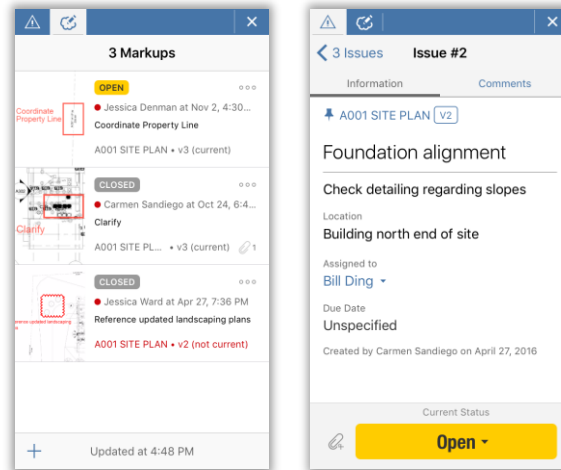 3 Markups
OPEN
Coordinate
Property Line
Jessica Denman at Nov 2, 4:30...
Coordinate Property Line
A001 SITE PLAN • v3 (current)
CLOSED
Carmen Sandiego at Oct 24, 6:4...
Clarify
Clarify
A001 SITE PL... • v3 (current) 1
CLOSED
Jessica Ward at Apr 27, 7:36 PM
Reference updated landscaping plans
updated landscaping
A001 SITE PLAN • v2 (not current)
Updated at 4:48 PM
3 Issues
Issue #2
Information
Comments
A001 SITE PLAN V2
Foundation alignment
Check detailing regarding slopes
Location
Building north end of site
Assigned to
Bill Ding
Due Date
Unspecified
Created by Carmen Sandiego on April 27, 2016
Current Status
Open